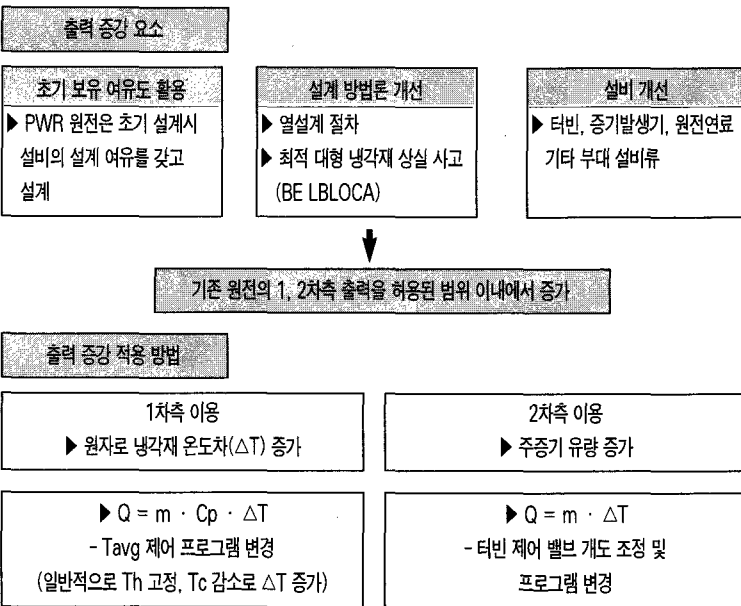 출력 증강 요소
초기 보유 여유도 활용
▶ PWR 원전은 초기 설계시
설비의 설계 여유를 갖고
설계
설계 방법론 개선
▶ 열설계 절차
▶ 최적 대형 냉각재 상실 사고
(BE LBLOCA)
설비 개선
▶ 터빈, 증기발생기, 원전연료
기타 부대 설비류
기존 원전의 1, 2차측 출력을 허용된 범위 이내에서 증가
출력 증강 적용 방법
1차측 이용
▶ 원자로 냉각재 온도차(△T) 증가
2차측 이용
▶ 주증기 유량 증가
▶ Q = m · Cp · △T
- Tavg 제어 프로그램 변경
(일반적으로 Th 고정, Tc 감소로 △T 증가)
▶ Q = m · △T
- 터빈 제어 밸브 개도 조정 및
프로그램 변경